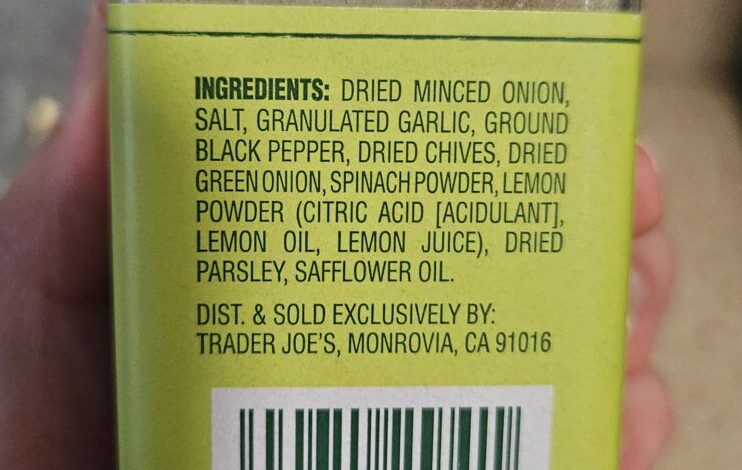 INGREDIENTS: DRIED MINCED ONION,
SALT, GRANULATED GARLIC, GROUND
BLACK PEPPER, DRIED CHIVES, DRIED
GREEN ONION, SPINACH POWDER, LEMON
POWDER (CITRIC ACID [ACIDULANT],
LEMON OIL, LEMON JUICE), DRIED
PARSLEY, SAFFLOWER OIL.
DIST. & SOLD EXCLUSIVELY BY:
TRADER JOE'S, MONROVIA, CA 91016